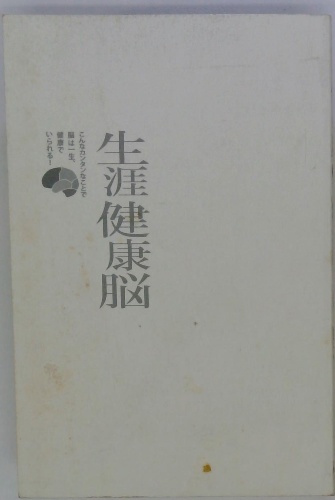 生涯健康脳
こんなカンタンなことで
脳は一生、
健康で
いられる！